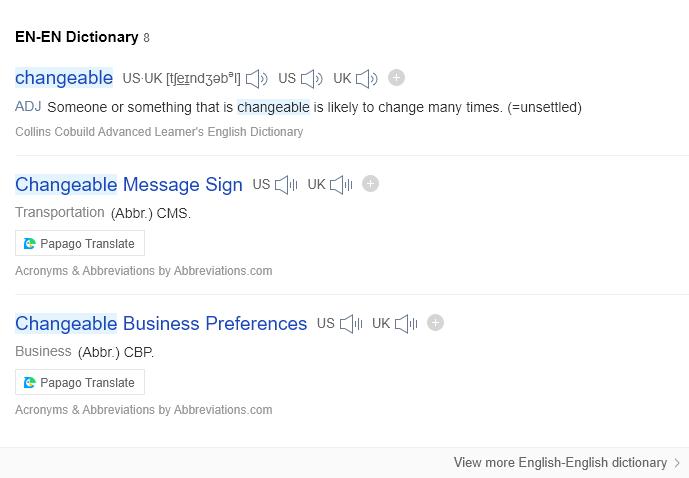 EN-EN Dictionary 8
changeable US·UK [tʃeɪndʒəbᵊl] US UK
ADJ Someone or something that is changeable is likely to change many times. (=unsettled)
Collins Cobuild Advanced Learner's English Dictionary
Changeable Message Sign US UK
Transportation (Abbr.) CMS.
Papago Translate
Acronyms & Abbreviations by Abbreviations.com
Changeable Business Preferences US UK
Business (Abbr.) CBP.
Papago Translate
Acronyms & Abbreviations by Abbreviations.com
View more English-English dictionary